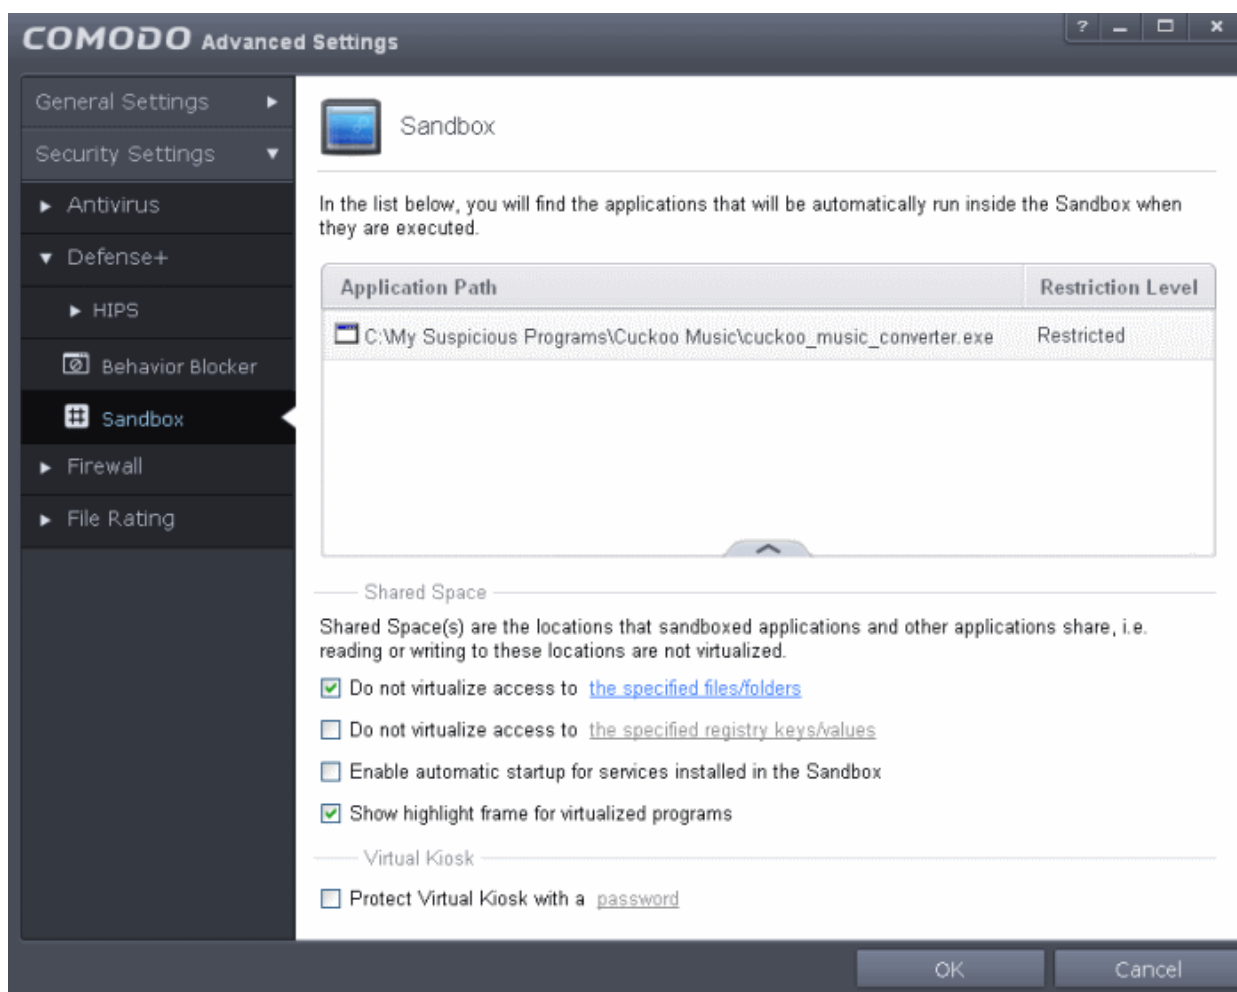 COMODO Advanced Settings
?
General Settings
Security Settings
Antivirus
Defense+
HIPS
Behavior Blocker
Sandbox
Firewall
File Rating
Sandbox
In the list below, you will find the applications that will be automatically run inside the Sandbox when
they are executed.
Application Path Restriction Level
C:\My Suspicious Programs\Cuckoo Music\cuckoo_music_converter.exe Restricted
Shared Space
Shared Space(s) are the locations that sandboxed applications and other applications share, i.e.
reading or writing to these locations are not virtualized.
Do not virtualize access to the specified files/folders
Do not virtualize access to the specified registry keys/values
Enable automatic startup for services installed in the Sandbox
Show highlight frame for virtualized programs
Virtual Kiosk
Protect Virtual Kiosk with a password
OK Cancel